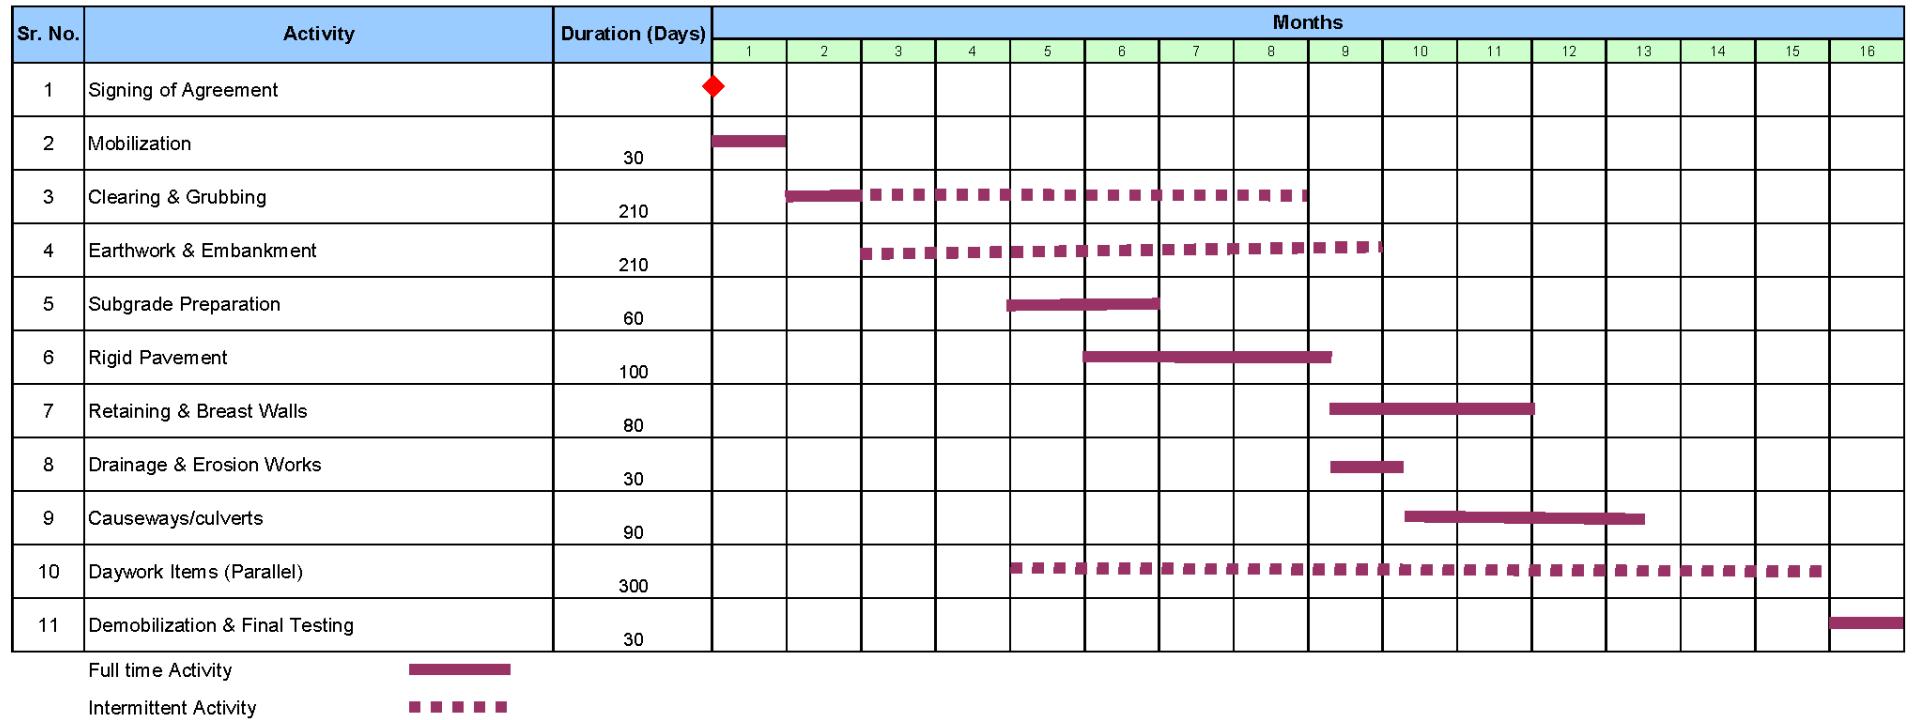 Sr. No. Activity Duration (Days) Months
1 2 3 4 5 6 7 8 9 10 11 12 13 14 15 16
1 Signing of Agreement
2 Mobilization 30
3 Clearing & Grubbing 210
4 Earthwork & Embankment 210
5 Subgrade Preparation 60
6 Rigid Pavement 100
7 Retaining & Breast Walls 80
8 Drainage & Erosion Works 30
9 Causeways/culverts 90
10 Daywork Items (Parallel) 300
11 Demobilization & Final Testing 30
Full time Activity
Intermittent Activity